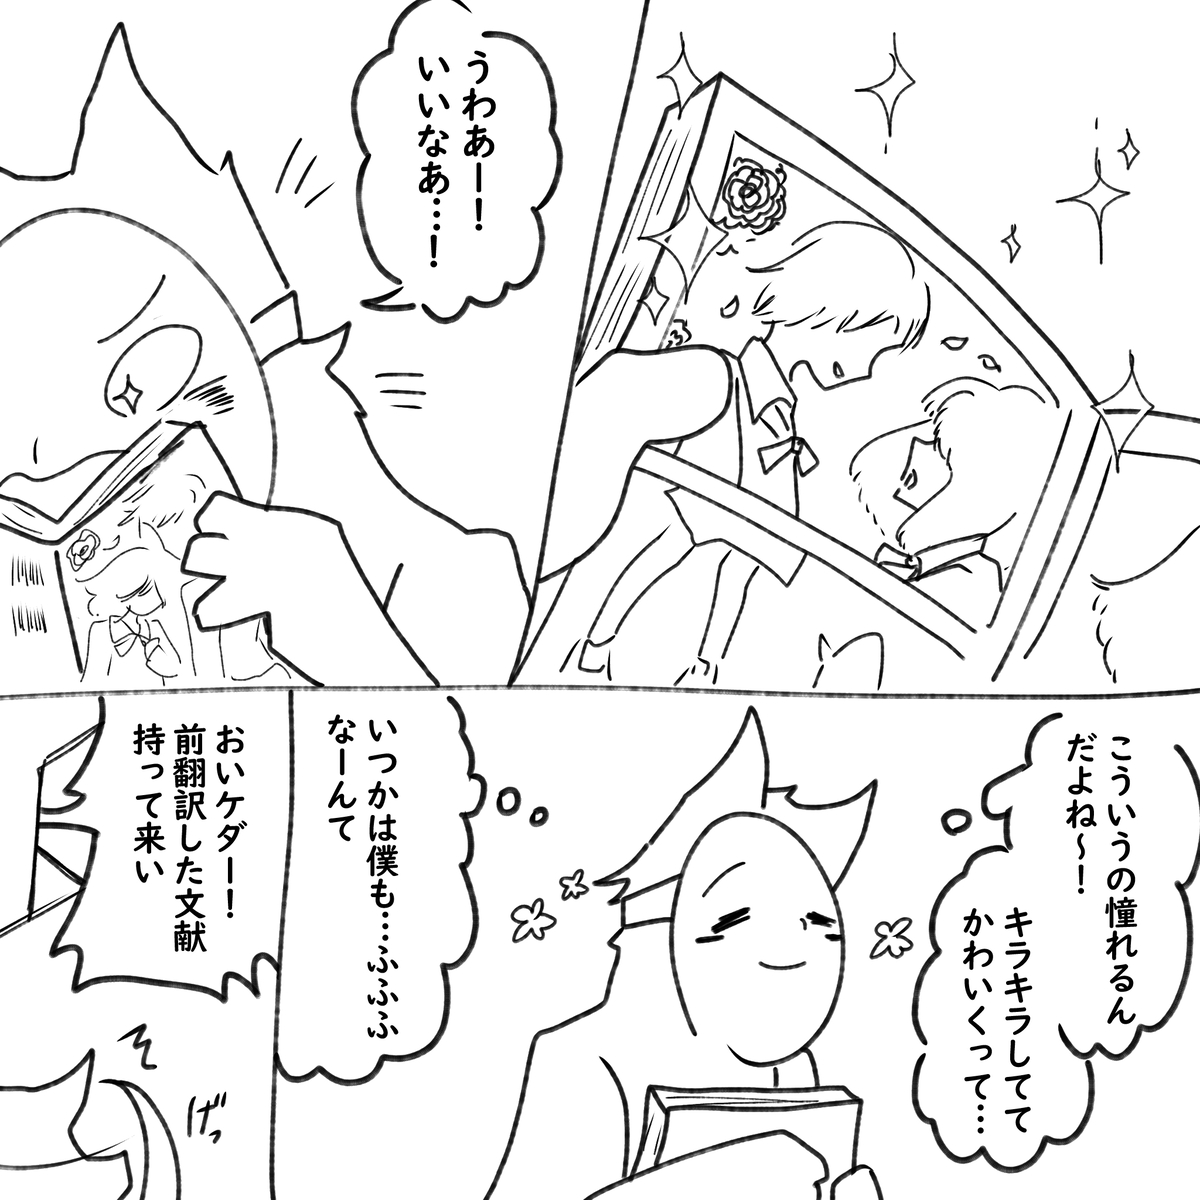 うわあー！
いいなあ…！
こういうの憧れるん
だよね〜！
キラキラしてて
かわいくって…
いつかは僕も…ふふふ
なーんて
おいケダー！
前翻訳した文献
持って来い
げっ